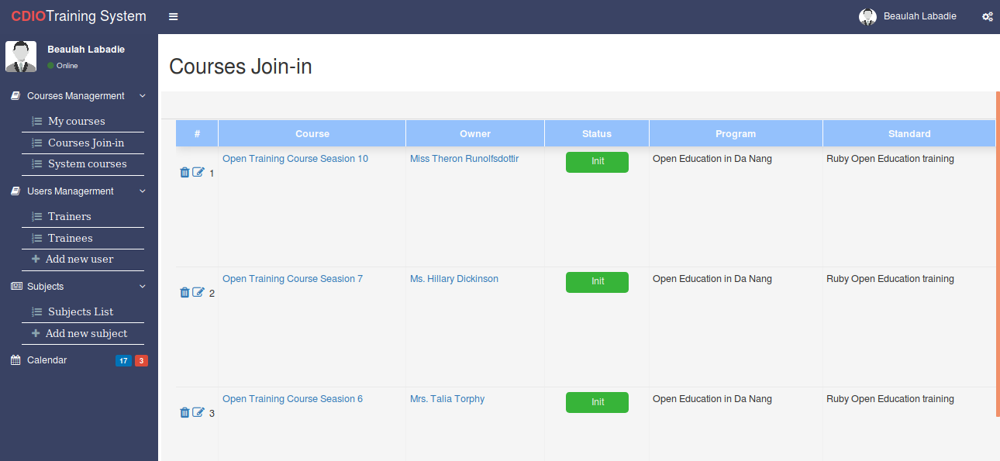 CDIOTraining System
Beaulah Labadie
Beaulah Labadie
Online
Courses Managerment
My courses
Courses Join-in
System courses
Users Management
Trainers
Trainees
Add new user
Subjects
Subjects List
Add new subject
Calendar 17 3
Courses Join-in
# Course Owner Status Program Standard
1 Open Training Course Seasion 10 Miss Theron Runolfsdottir Init Open Education in Da Nang Ruby Open Education training
2 Open Training Course Seasion 7 Ms. Hillary Dickinson Init Open Education in Da Nang Ruby Open Education training
3 Open Training Course Seasion 6 Mrs. Talia Torphy Init Open Education in Da Nang Ruby Open Education training